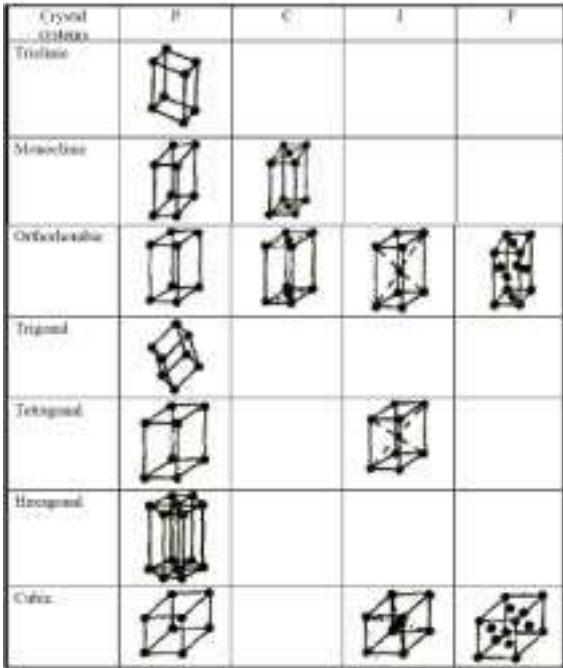 Crystal P C I F
systems
Triclinic
Monoclinic
Orthorhombic
Trigonal
Tetragonal
Hexagonal
Cubic